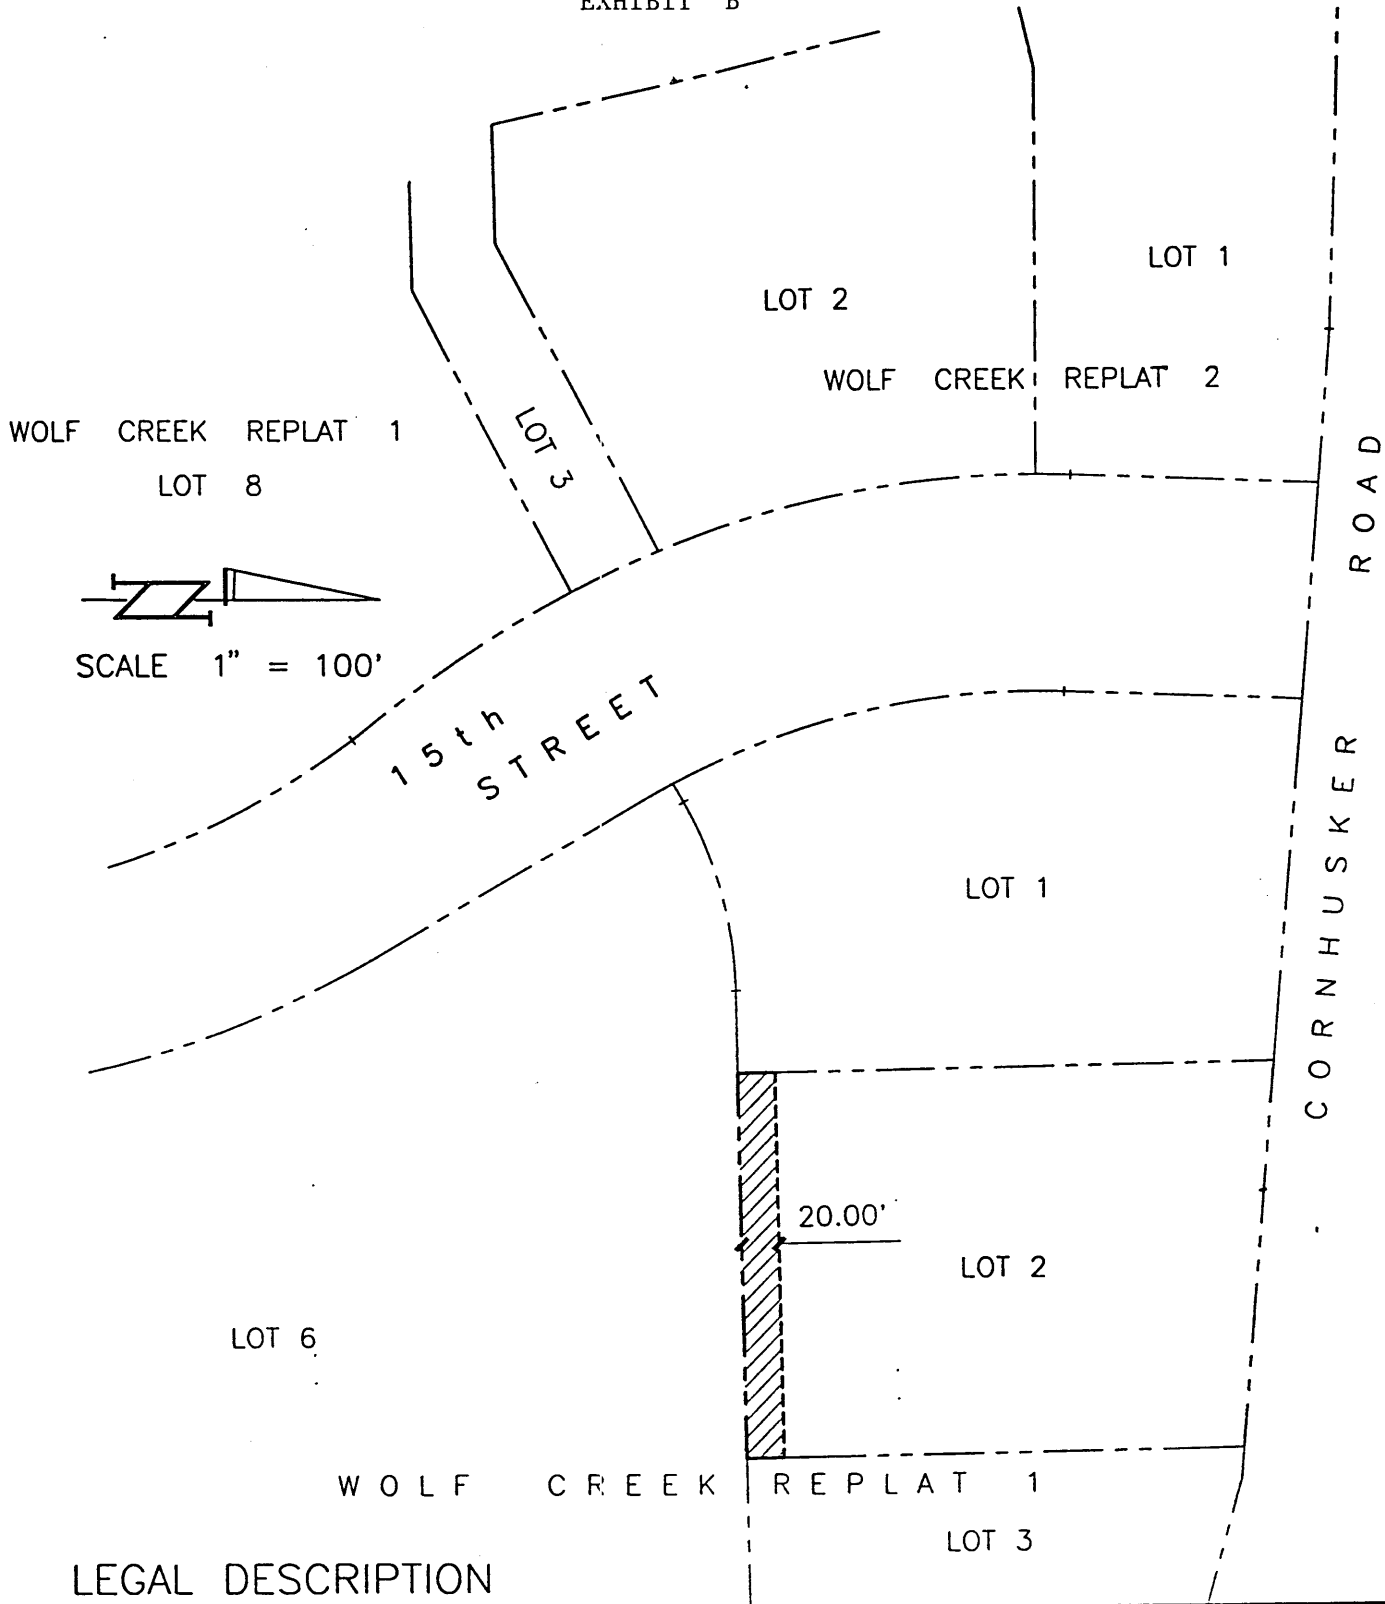 EXHIBIT B
LOT 1
LOT 2
WOLF CREEK REPLAT 2
WOLF CREEK REPLAT 1
LOT 8
LOT 3
SCALE 1" = 100'
15th
STREET
CORNHUSKER ROAD
LOT 1
20.00'
LOT 2
LOT 6
WOLF CREEK REPLAT 1
LOT 3
LEGAL DESCRIPTION